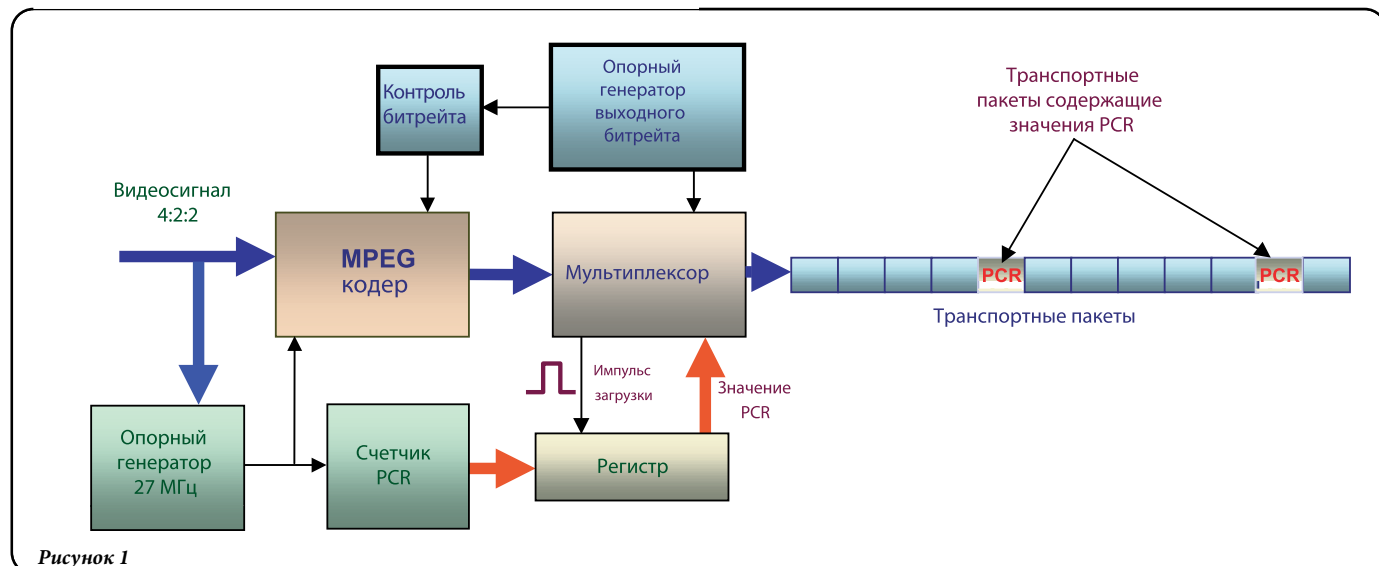 Контроль
битрейта
Опорный
генератор
выходного
битрейта
Транспортные
пакеты содержащие
значения PCR
Видеосигнал
4:2:2
MPEG
кодер
Мультиплексор
PCR
PCR
Транспортные пакеты
Импульс
загрузки
Значение
PCR
Опорный
генератор
27 МГц
Счетчик
PCR
Регистр
Рисунок 1